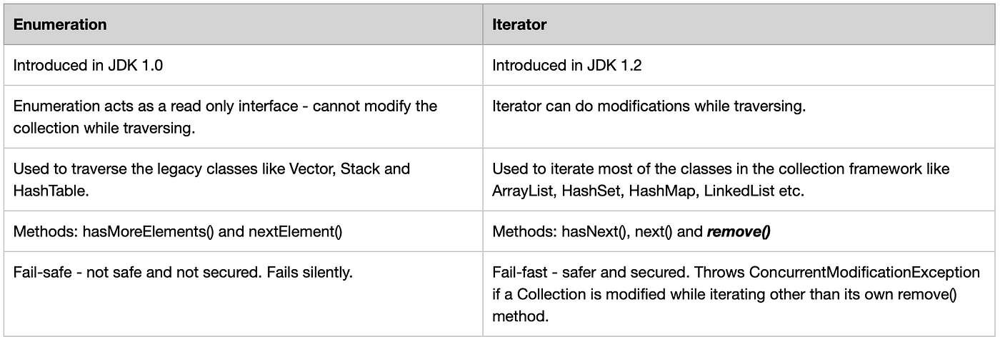 Enumeration
Iterator
Introduced in JDK 1.0
Introduced in JDK 1.2
Enumeration acts as a read only interface - cannot modify the
collection while traversing.
Iterator can do modifications while traversing.
Used to traverse the legacy classes like Vector, Stack and
HashTable.
Used to iterate most of the classes in the collection framework like
ArrayList, HashSet, HashMap, LinkedList etc.
Methods: hasMoreElements() and nextElement()
Methods: hasNext(), next() and remove()
Fail-safe - not safe and not secured. Fails silently.
Fail-fast - safer and secured. Throws ConcurrentModificationException
if a Collection is modified while iterating other than its own remove()
method.